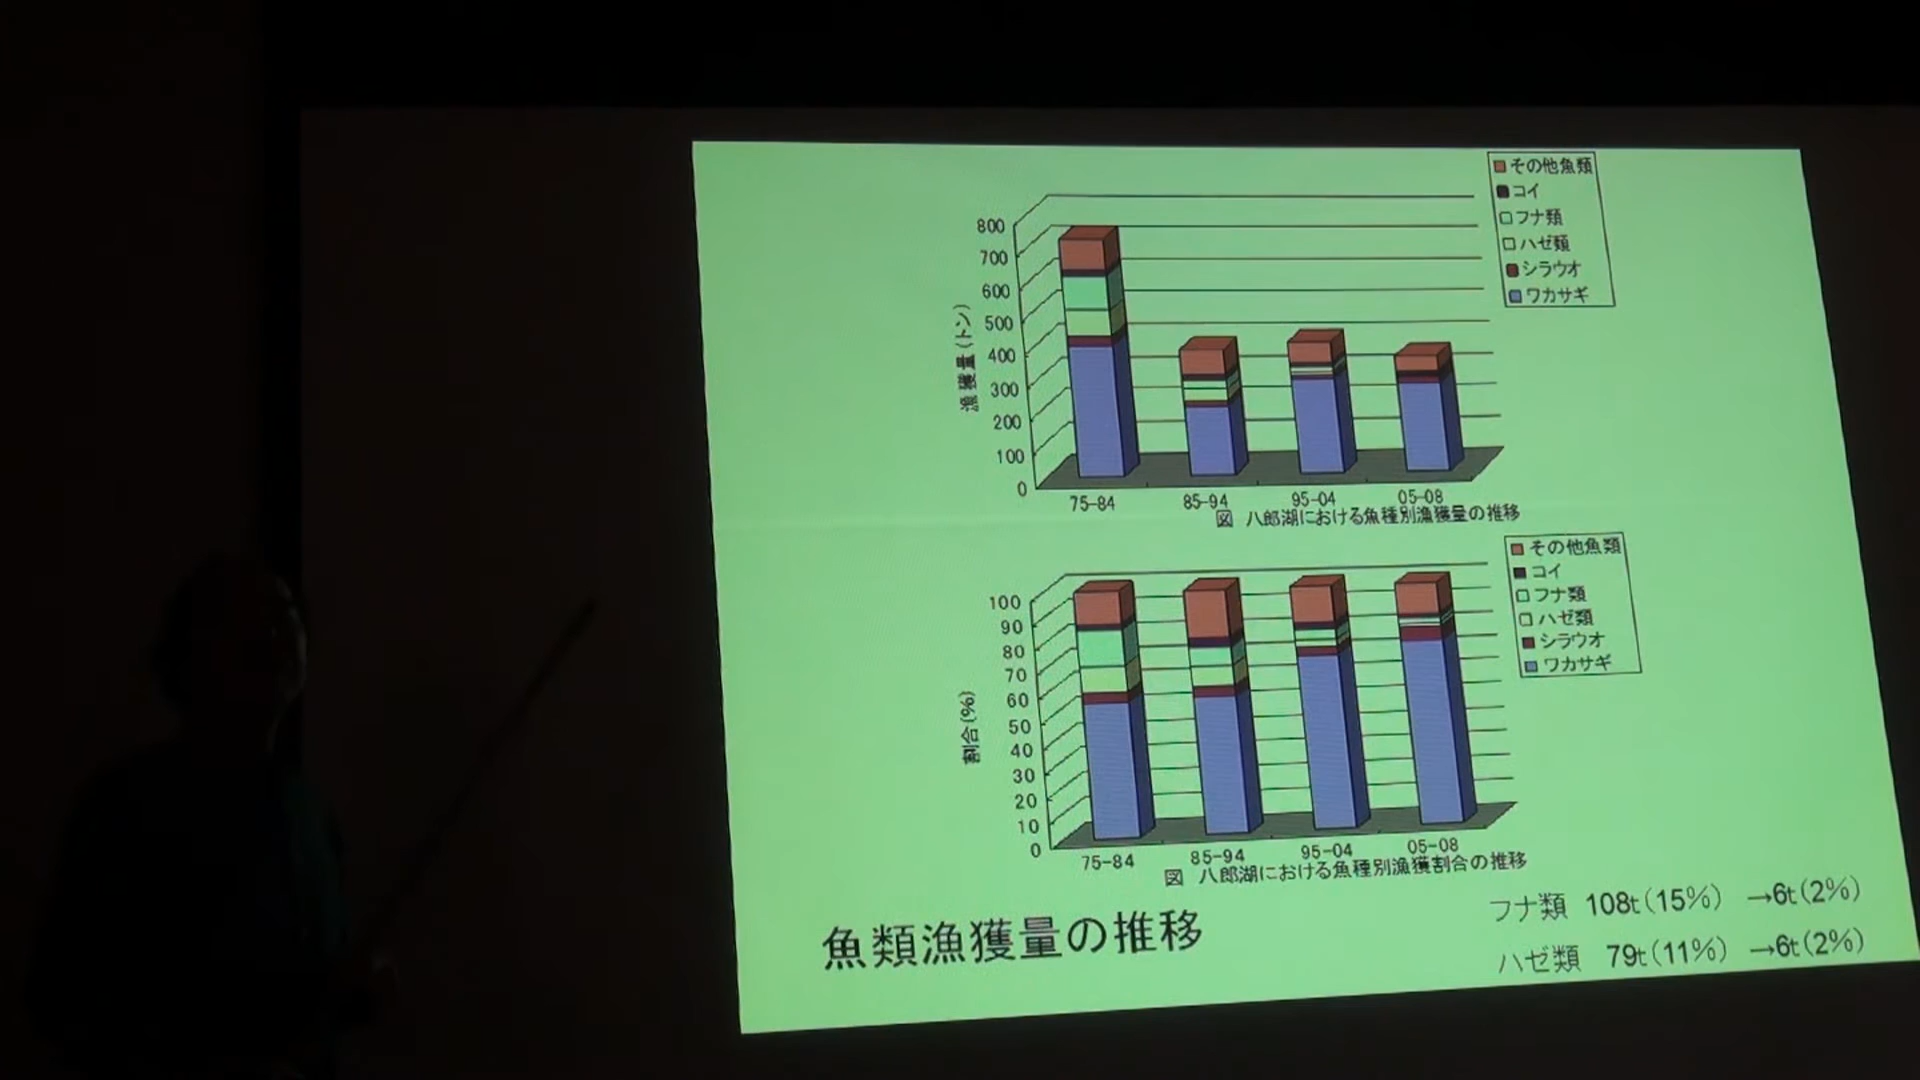 その他魚類
コイ
フナ類
ハゼ類
シラウオ
ワカサギ
漁獲量(トン)
800
700
600
500
400
300
200
100
0
75-84
85-94
95-04
05-08
図 八郎湖における魚種別漁獲量の推移
その他魚類
コイ
フナ類
ハゼ類
シラウオ
ワカサギ
割合(%)
100
90
80
70
60
50
40
30
20
10
0
75-84
85-94
95-04
05-08
図 八郎湖における魚種別漁獲割合の推移
魚類漁獲量の推移
フナ類 108t(15%) →6t(2%)
ハゼ類 79t(11%) →6t(2%)